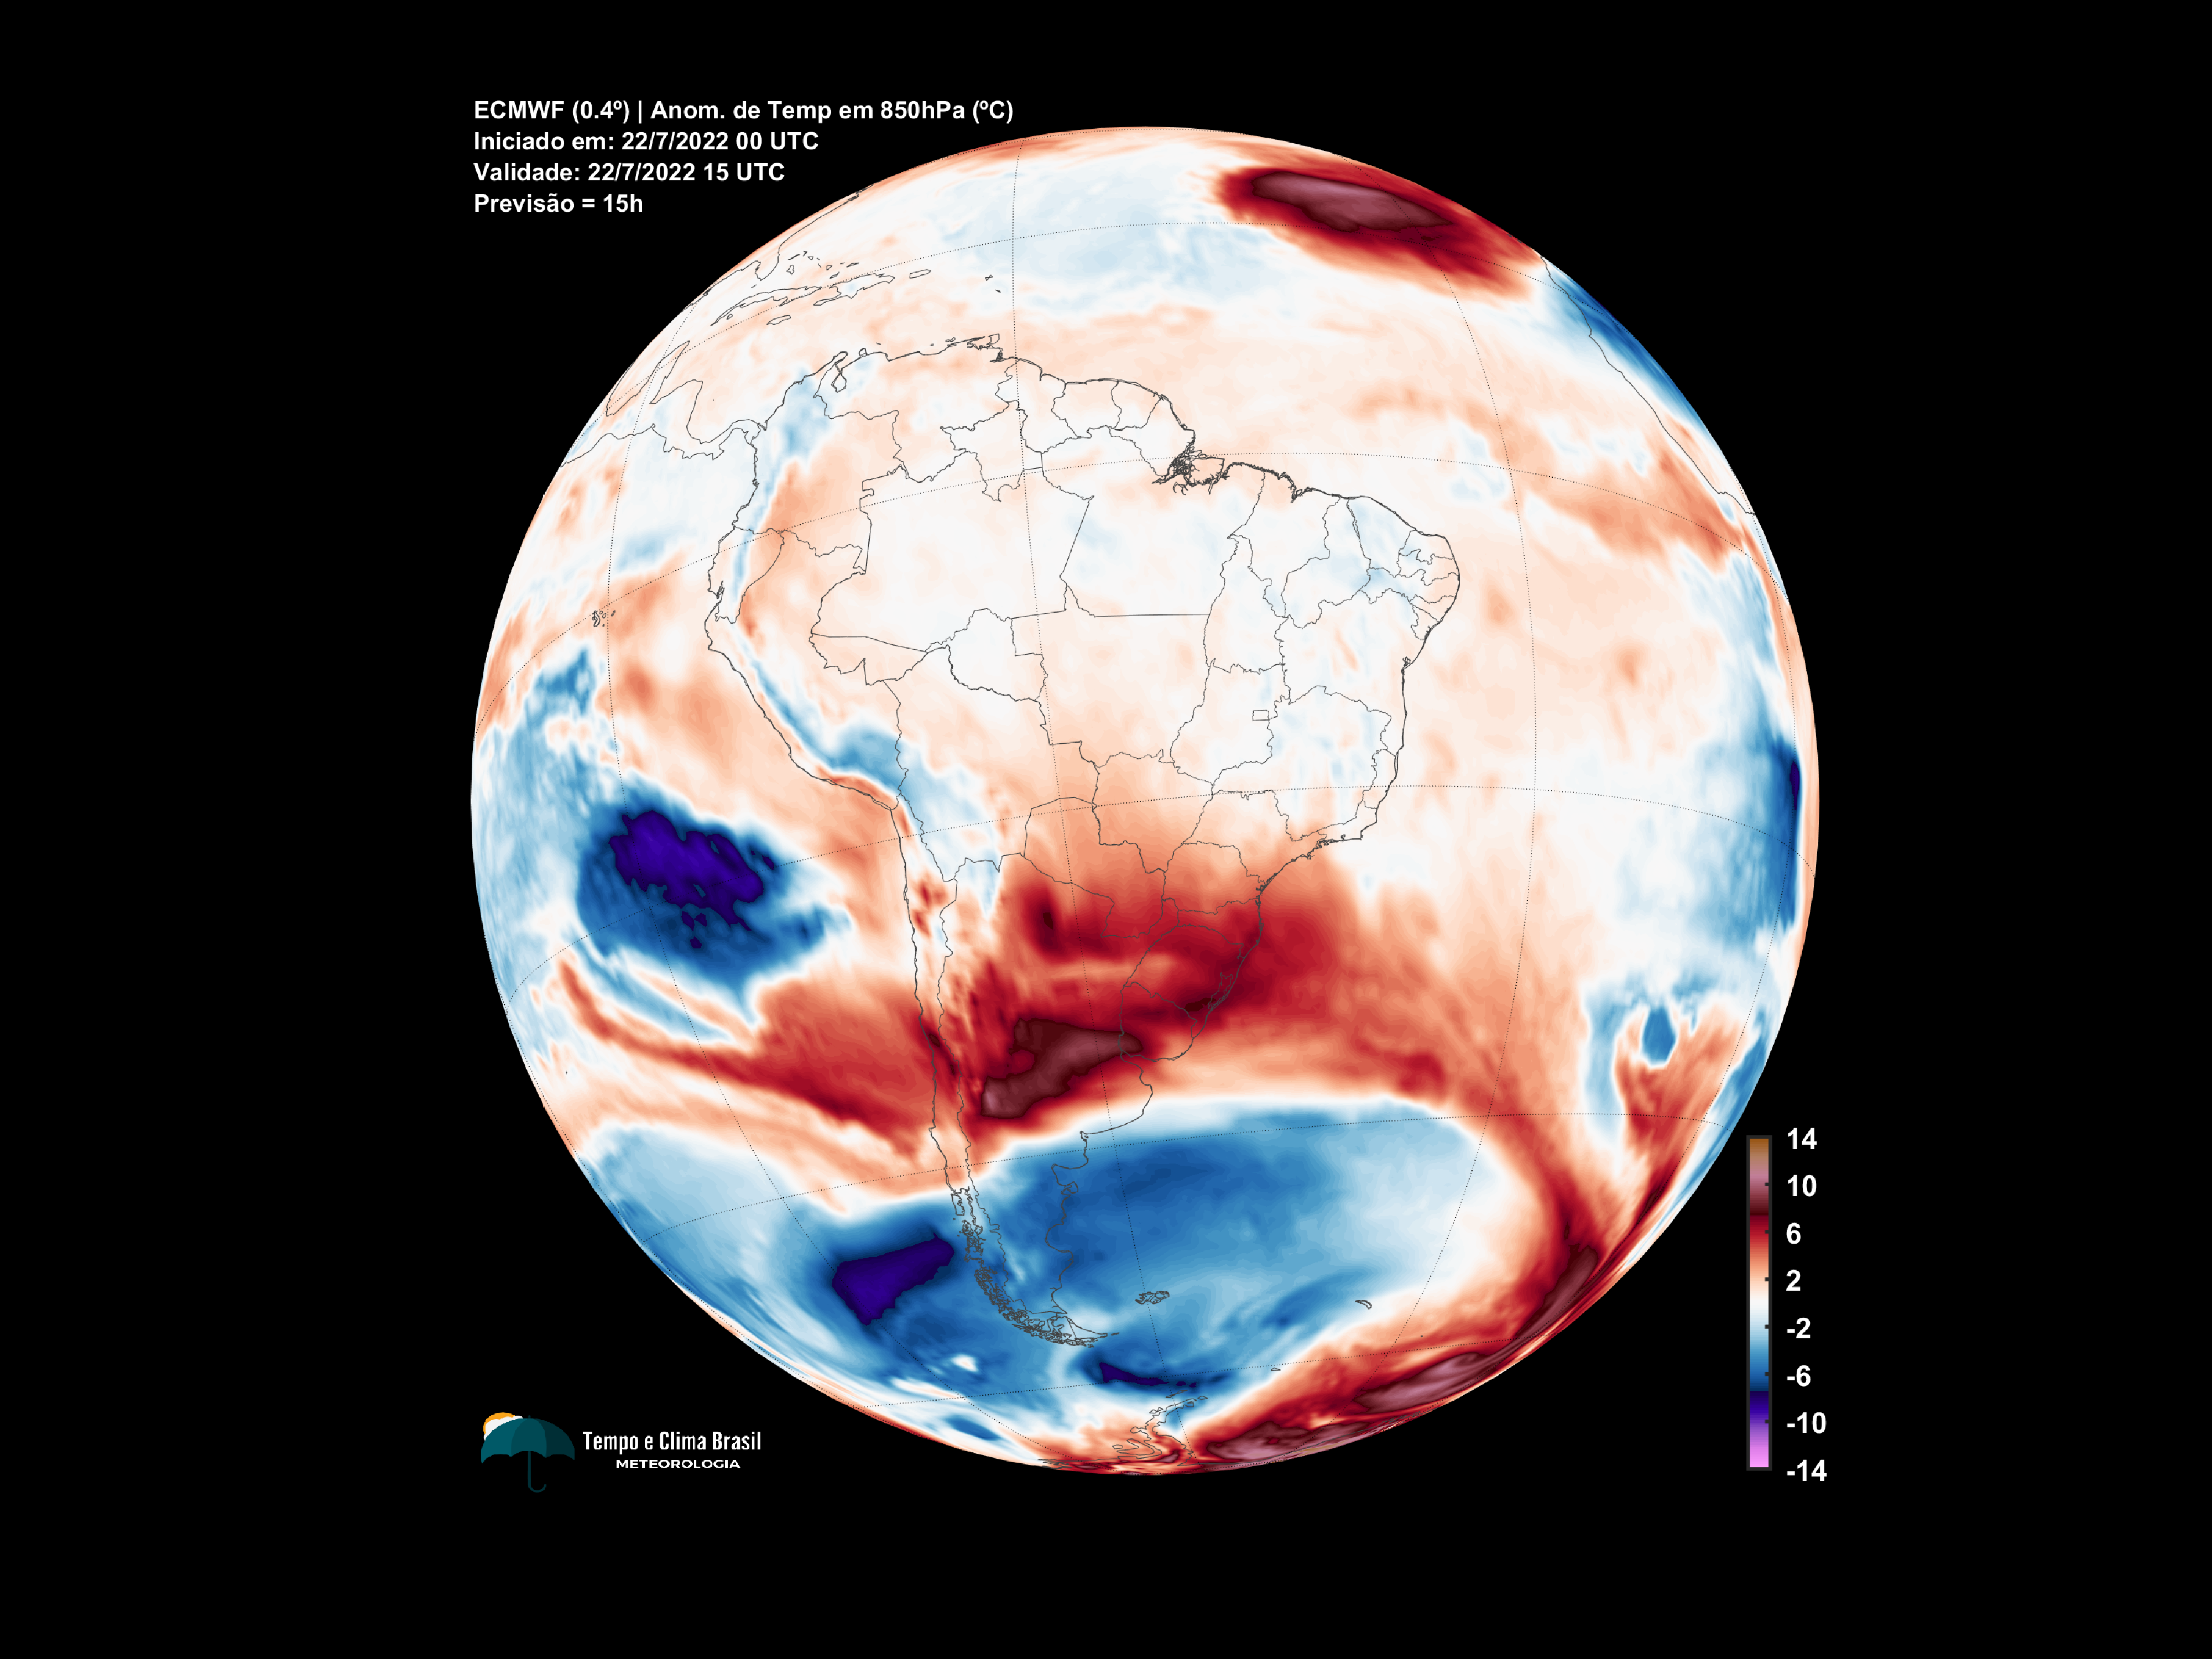 ECMWF (0.4º) | Anom. de Temp em 850hPa (ºC)
Iniciado em: 22/7/2022 00 UTC
Validade: 22/7/2022 15 UTC
Previsão = 15h
14
10
6
2
-2
-6
-10
-14
Tempo e Clima Brasil
METEOROLOGIA